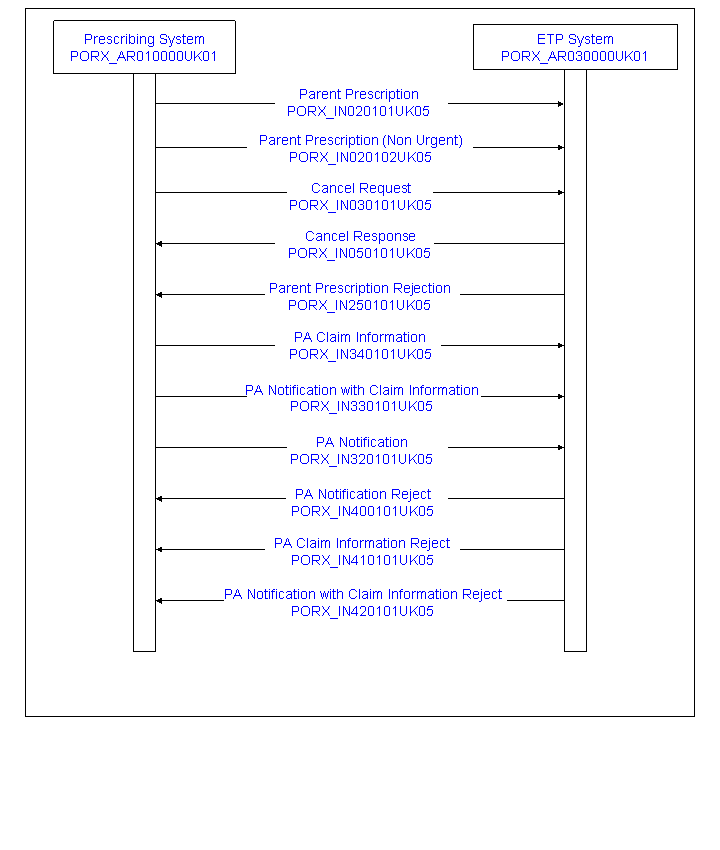 Prescribing System
PORX_AR010000UK01
ETP System
PORX_AR030000UK01
Parent Prescription
PORX_IN020101UK05
Parent Prescription (Non Urgent)
PORX_IN020102UK05
Cancel Request
PORX_IN030101UK05
Cancel Response
PORX_IN050101UK05
Parent Prescription Rejection
PORX_IN250101UK05
PA Claim Information
PORX_IN340101UK05
PA Notification with Claim Information
PORX_IN330101UK05
PA Notification
PORX_IN320101UK05
PA Notification Reject
PORX_IN400101UK05
PA Claim Information Reject
PORX_IN410101UK05
PA Notification with Claim Information Reject
PORX_IN420101UK05